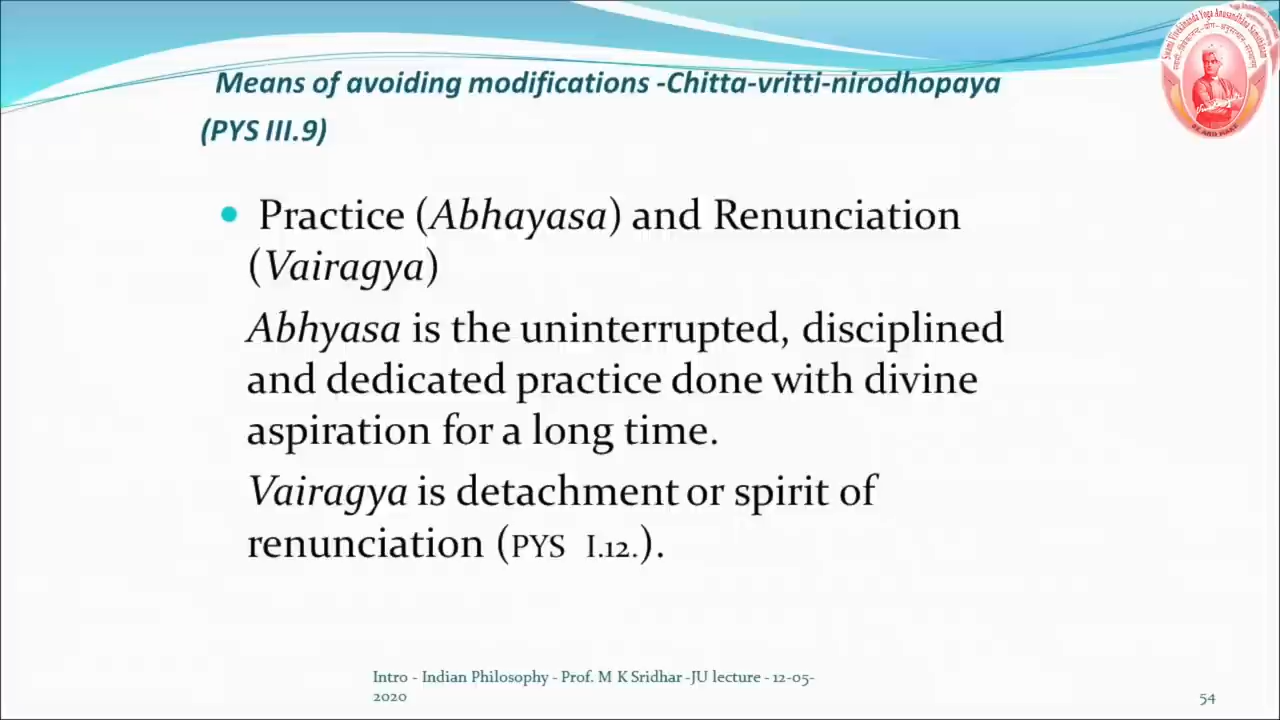 Means of avoiding modifications -Chitta-vritti-nirodhopaya
(PYS III.9)
• Practice (Abhayasa) and Renunciation
(Vairagya)
Abhyasa is the uninterrupted, disciplined
and dedicated practice done with divine
aspiration for a long time.
Vairagya is detachment or spirit of
renunciation (PYS I.12.).
Intro - Indian Philosophy - Prof. M K Sridhar -JU lecture - 12-05-
2020
54